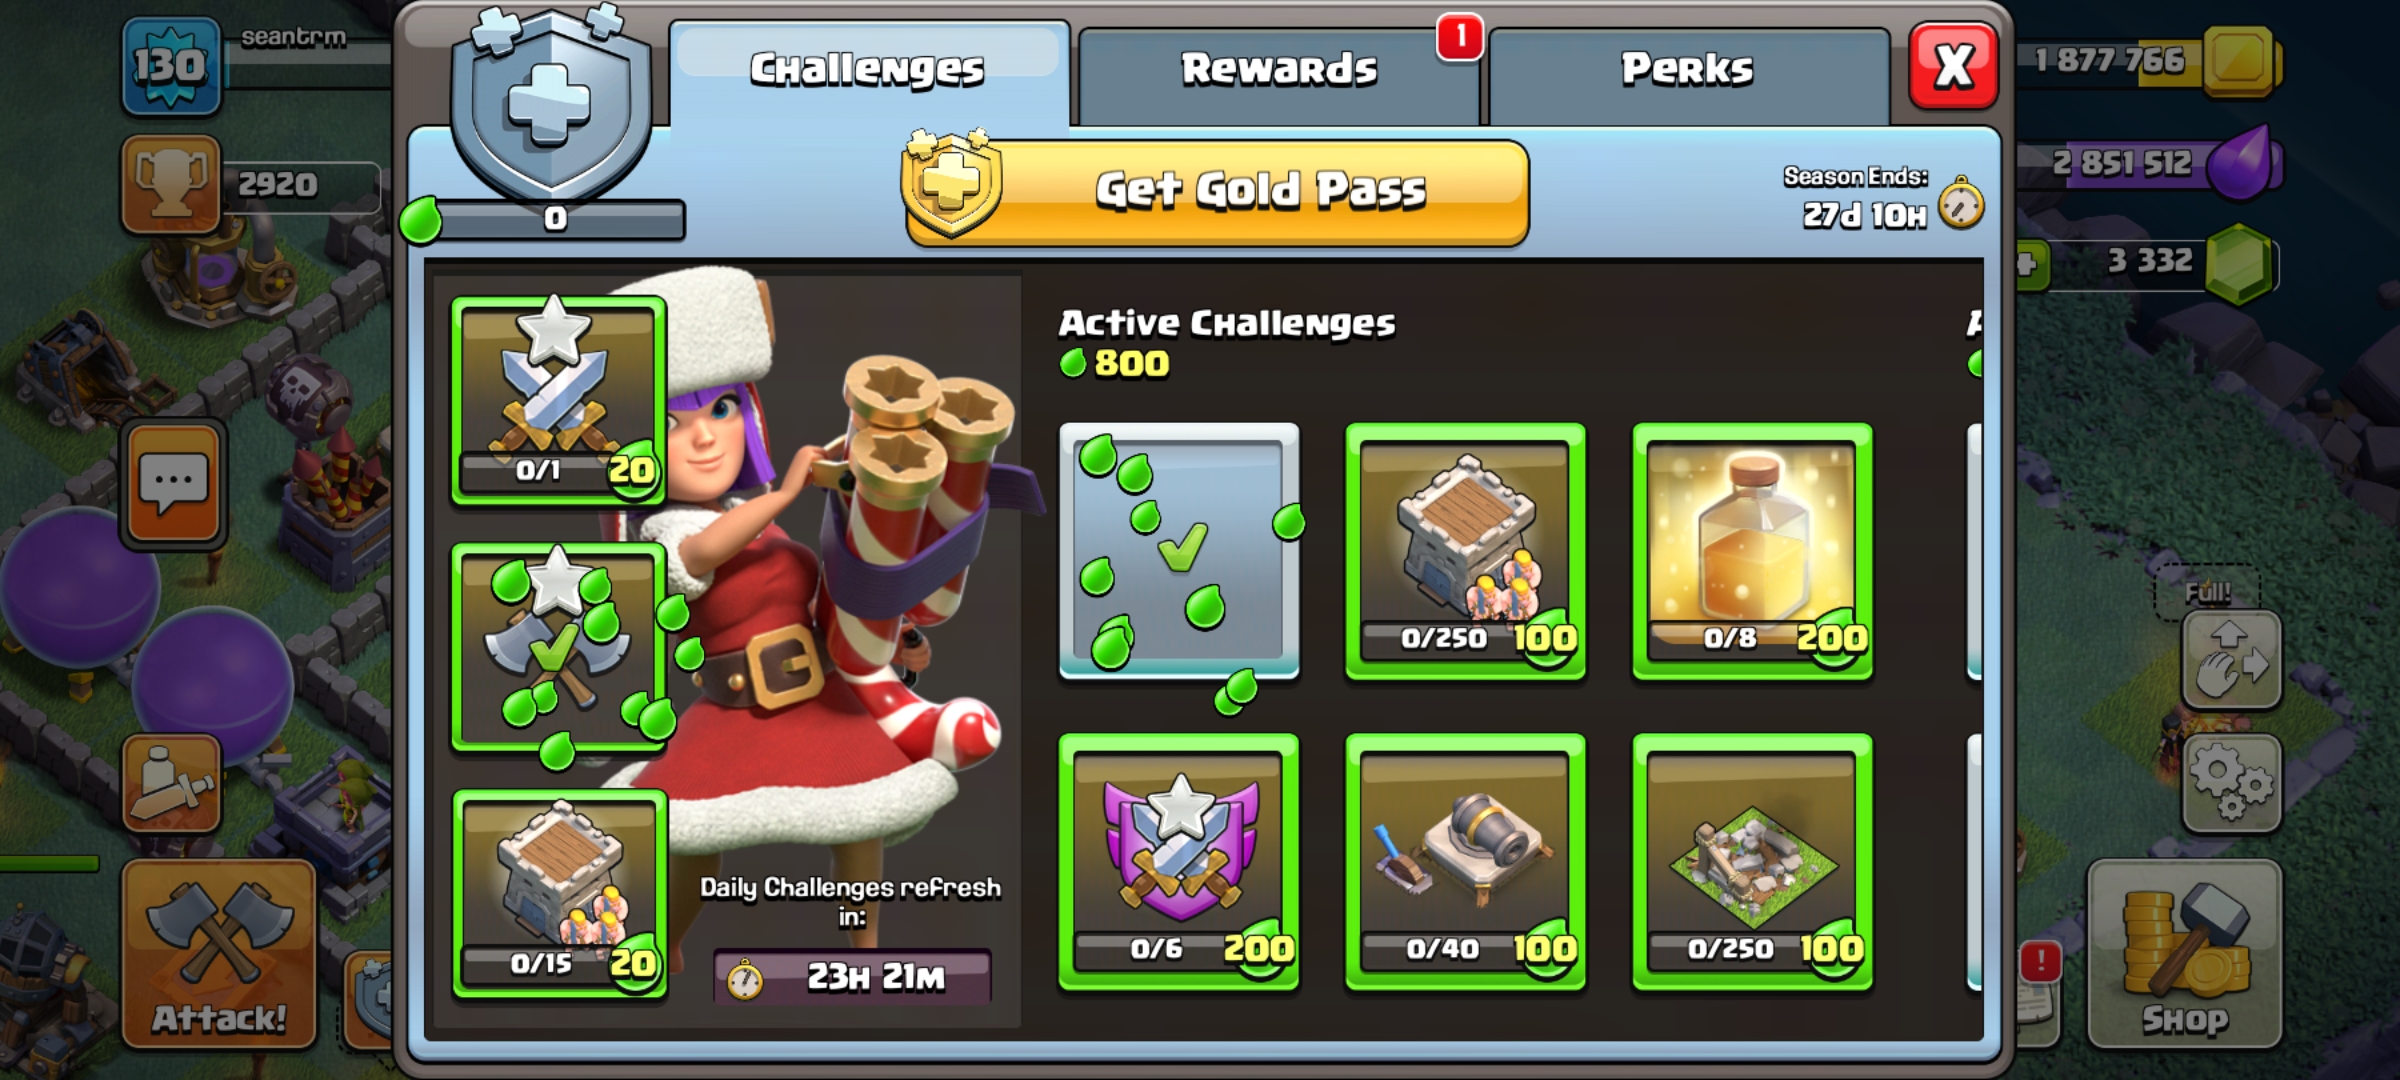 130
seantrm
Challenges
Rewards
1
Perks
X
1 877 766
2920
0
Get Gold Pass
Season Ends:
27d 10H
2 851 512
3 332
Active Challenges
800
0/1
20
0/250
100
0/8
200
Full!
0/15
20
Daily Challenges refresh
in:
23H 21M
0/6
200
0/40
100
0/250
100
Attack!
!
Shop